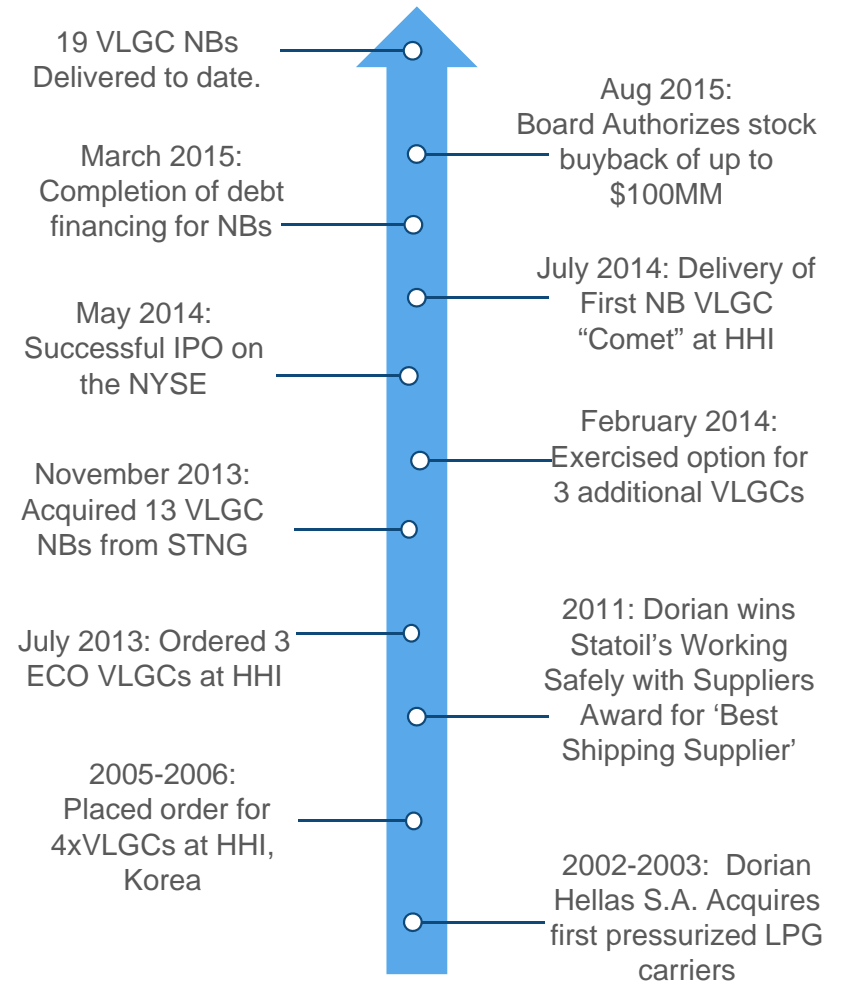 19 VLGC NBs
Delivered to date.
Aug 2015:
Board Authorizes stock
buyback of up to
$100MM
March 2015:
Completion of debt
financing for NBs
July 2014: Delivery of
First NB VLGC
“Comet” at HHI
May 2014:
Successful IPO on
the NYSE
February 2014:
Exercised option for
3 additional VLGCs
November 2013:
Acquired 13 VLGC
NBs from STNG
2011: Dorian wins
Statoil’s Working
Safely with Suppliers
Award for ‘Best
Shipping Supplier’
July 2013: Ordered 3
ECO VLGCs at HHI
2005-2006:
Placed order for
4xVLGCs at HHI,
Korea
2002-2003: Dorian
Hellas S.A. Acquires
first pressurized LPG
carriers